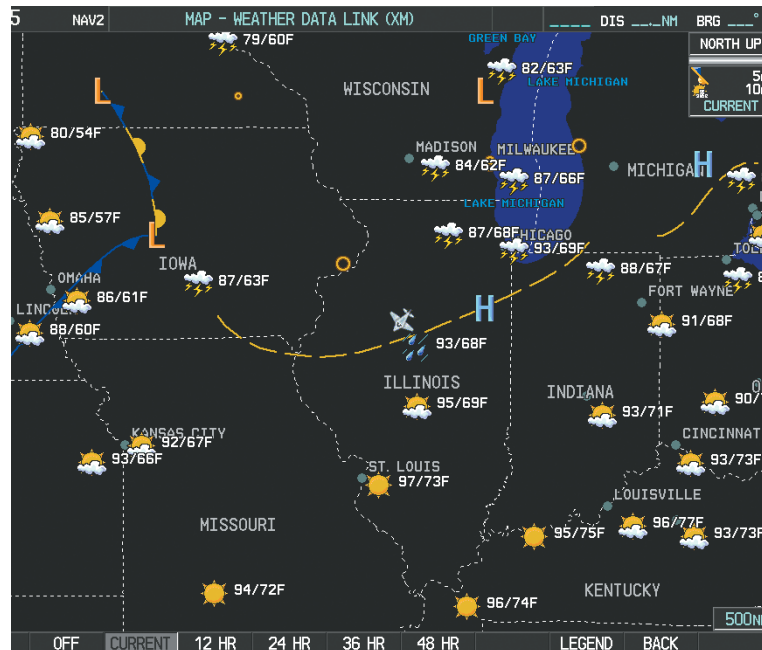 5 NAV2 MAP – WEATHER DATA LINK (XM) _ _ _ _ DIS _ _._NM BRG _ _ _°
GREEN BAY
NORTH UP
79/60F
82/63F
L
L
LAKE MICHIGAN
WISCONSIN
CURRENT
80/54F
MADISON
MILWAUKEE
84/62F
87/66F
MICHIGAN
H
LAKE MICHIGAN
85/57F
L
87/68F
CHICAGO
93/69F
IOWA
87/63F
88/67F
OMAHA
86/61F
FORT WAYNE
LINCOLN
88/60F
H
91/68F
93/68F
ILLINOIS
95/69F
INDIANA
93/71F
KANSAS CITY
92/67F
93/66F
CINCINNAT
93/73F
ST. LOUIS
97/73F
LOUISVILLE
96/77F
93/73F
MISSOURI
95/75F
94/72F
KENTUCKY
96/74F
OFF CURRENT 12 HR 24 HR 36 HR 48 HR LEGEND BACK